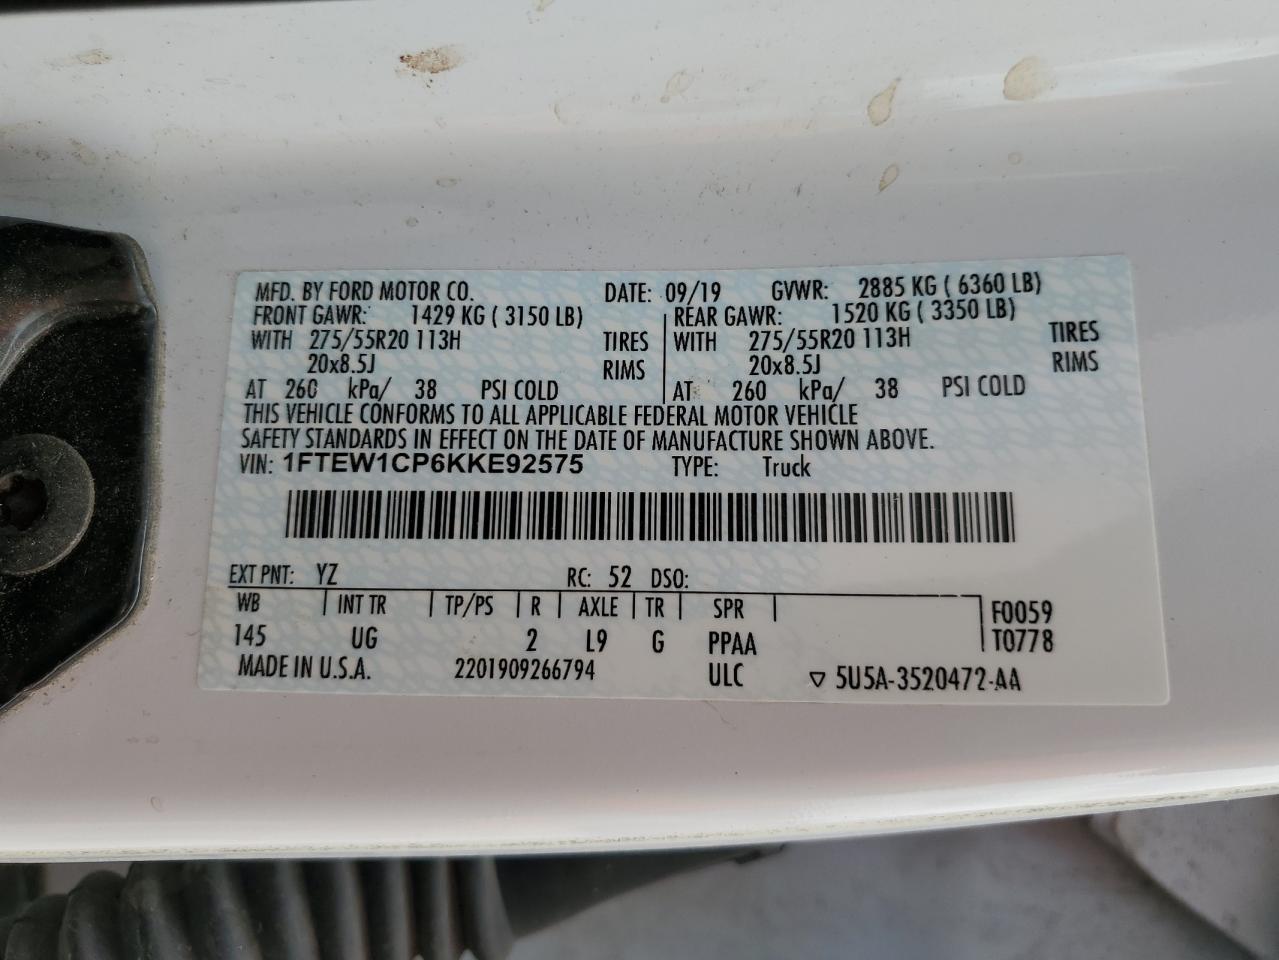 MFD. BY FORD MOTOR CO. DATE: 09/19 GVWR: 2885 KG ( 6360 LB)
FRONT GAWR: 1429 KG ( 3150 LB) REAR GAWR: 1520 KG ( 3350 LB)
WITH 275/55R20 113H TIRES WITH 275/55R20 113H TIRES
20x8.5J RIMS 20x8.5J RIMS
AT 260 kPa/ 38 PSI COLD AT 260 kPa/ 38 PSI COLD
THIS VEHICLE CONFORMS TO ALL APPLICABLE FEDERAL MOTOR VEHICLE
SAFETY STANDARDS IN EFFECT ON THE DATE OF MANUFACTURE SHOWN ABOVE.
VIN: 1FTEW1CP6KKE92575 TYPE: Truck
EXT PNT: YZ RC: 52 DSO:
WB INT TR TP/PS R AXLE TR SPR F0059
145 UG 2 L9 G PPAA T0778
MADE IN U.S.A. 2201909266794 ULC ▽ 5U5A-3520472-AA